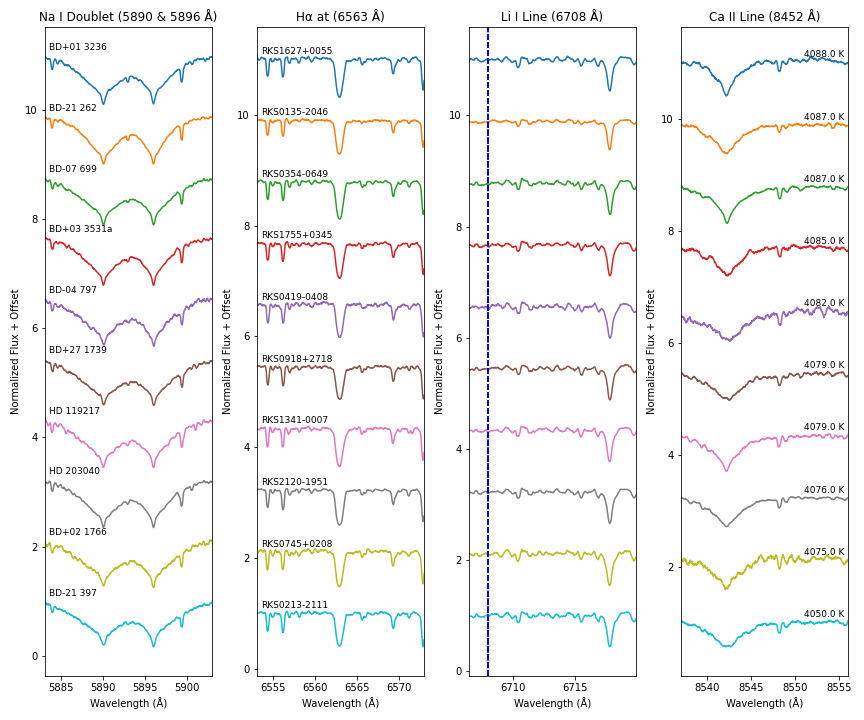 Na I Doublet (5890 & 5896 Å)
Hα at (6563 Å)
Li I Line (6708 Å)
Ca II Line (8452 Å)
BD+01 3236
BD-21 262
BD-07 699
BD+03 3531a
BD-04 797
BD+27 1739
HD 119217
HD 203040
BD+02 1766
BD-21 397
RKS1627+0055
RKS0135-2046
RKS0354-0649
RKS1755+0345
RKS0419-0408
RKS0918+2718
RKS1341-0007
RKS2120-1951
RKS0745+0208
RKS0213-2111
4088.0 K
4087.0 K
4087.0 K
4085.0 K
4082.0 K
4079.0 K
4079.0 K
4076.0 K
4075.0 K
4050.0 K
Normalized Flux + Offset
Normalized Flux + Offset
Normalized Flux + Offset
Normalized Flux + Offset
10
8
6
4
2
0
10
8
6
4
2
0
10
8
6
4
2
0
10
8
6
4
2
5885 5890 5895 5900
6555 6560 6565 6570
6710 6715
8540 8545 8550 8555
Wavelength (Å)
Wavelength (Å)
Wavelength (Å)
Wavelength (Å)